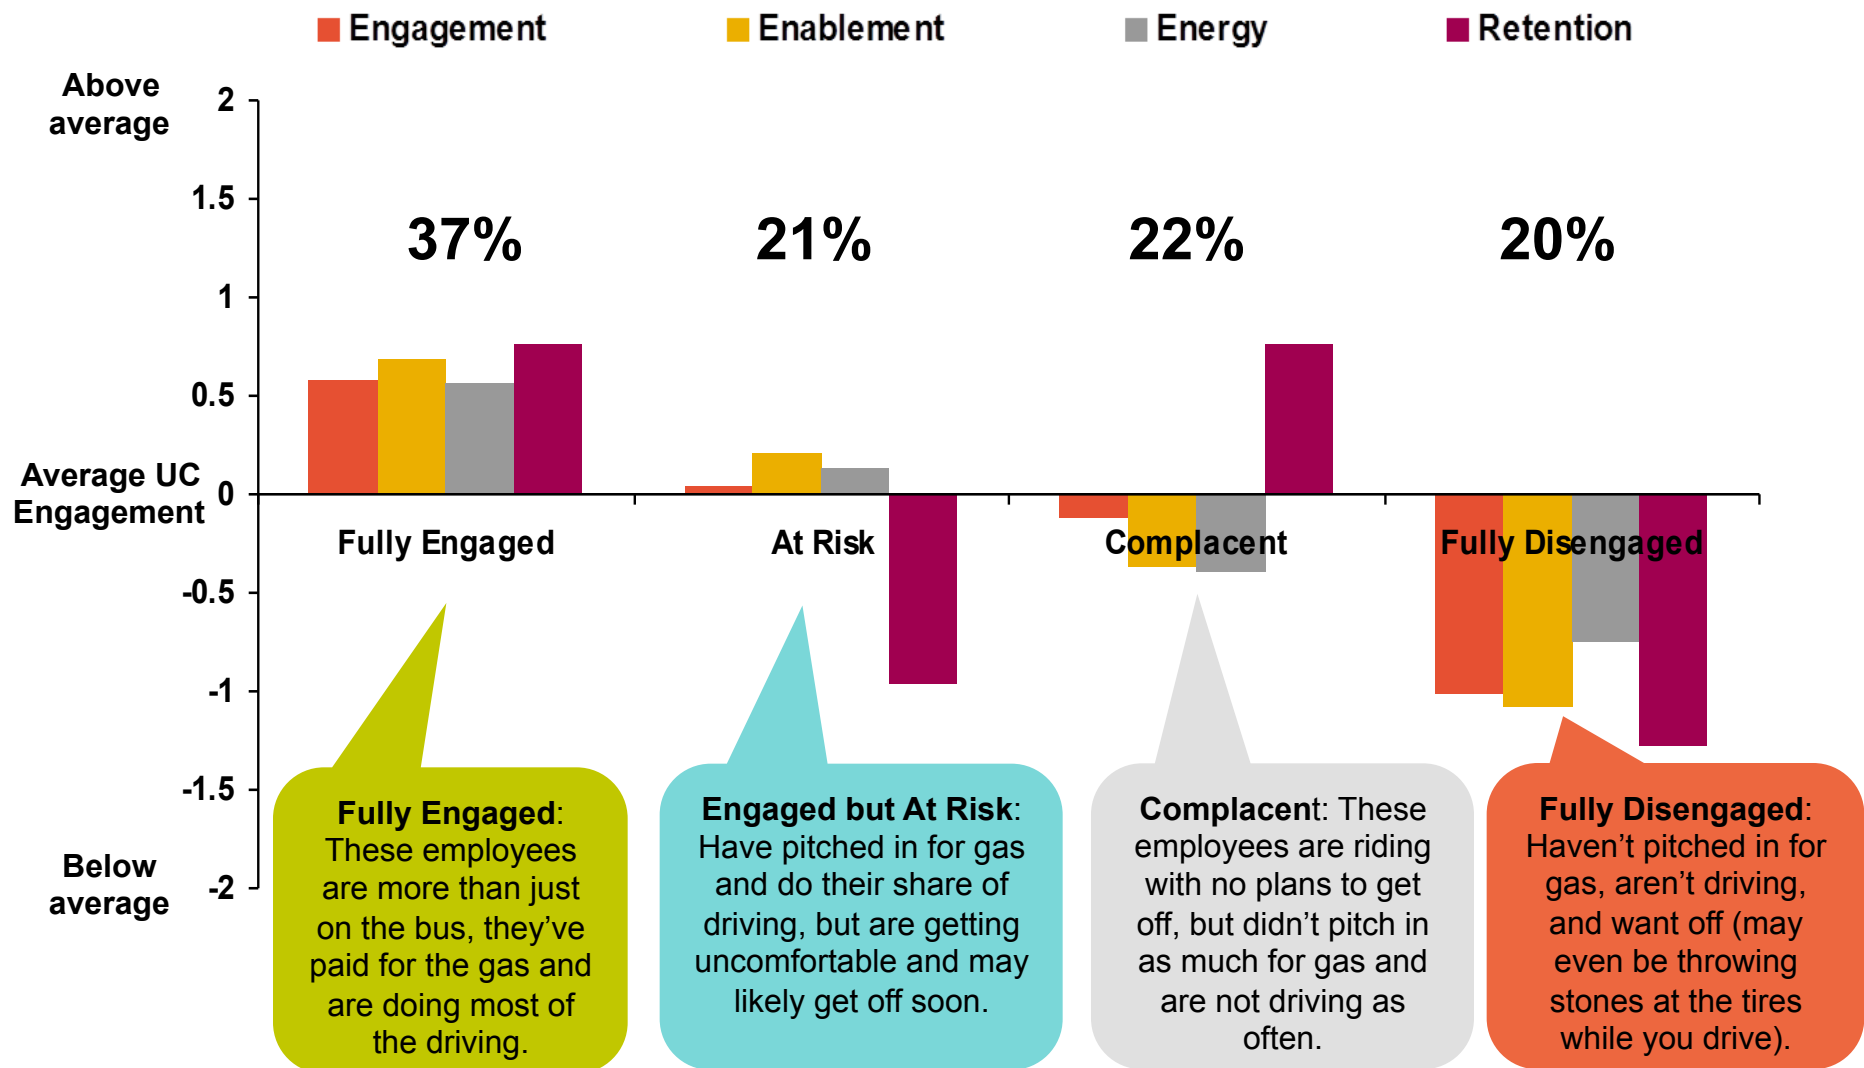 Engagement Enablement Energy Retention
Above
average
2
1.5
1
0.5
Average UC
Engagement
0
-0.5
-1
-1.5
Below
average
-2
37% 21% 22% 20%
Fully Engaged At Risk Complacent Fully Disengaged
Fully Engaged:
These employees
are more than just
on the bus, they’ve
paid for the gas and
are doing most of
the driving.
Engaged but At Risk:
Have pitched in for gas
and do their share of
driving, but are getting
uncomfortable and may
likely get off soon.
Complacent: These
employees are riding
with no plans to get
off, but didn’t pitch in
as much for gas and
are not driving as
often.
Fully Disengaged:
Haven’t pitched in for
gas, aren’t driving,
and want off (may
even be throwing
stones at the tires
while you drive).